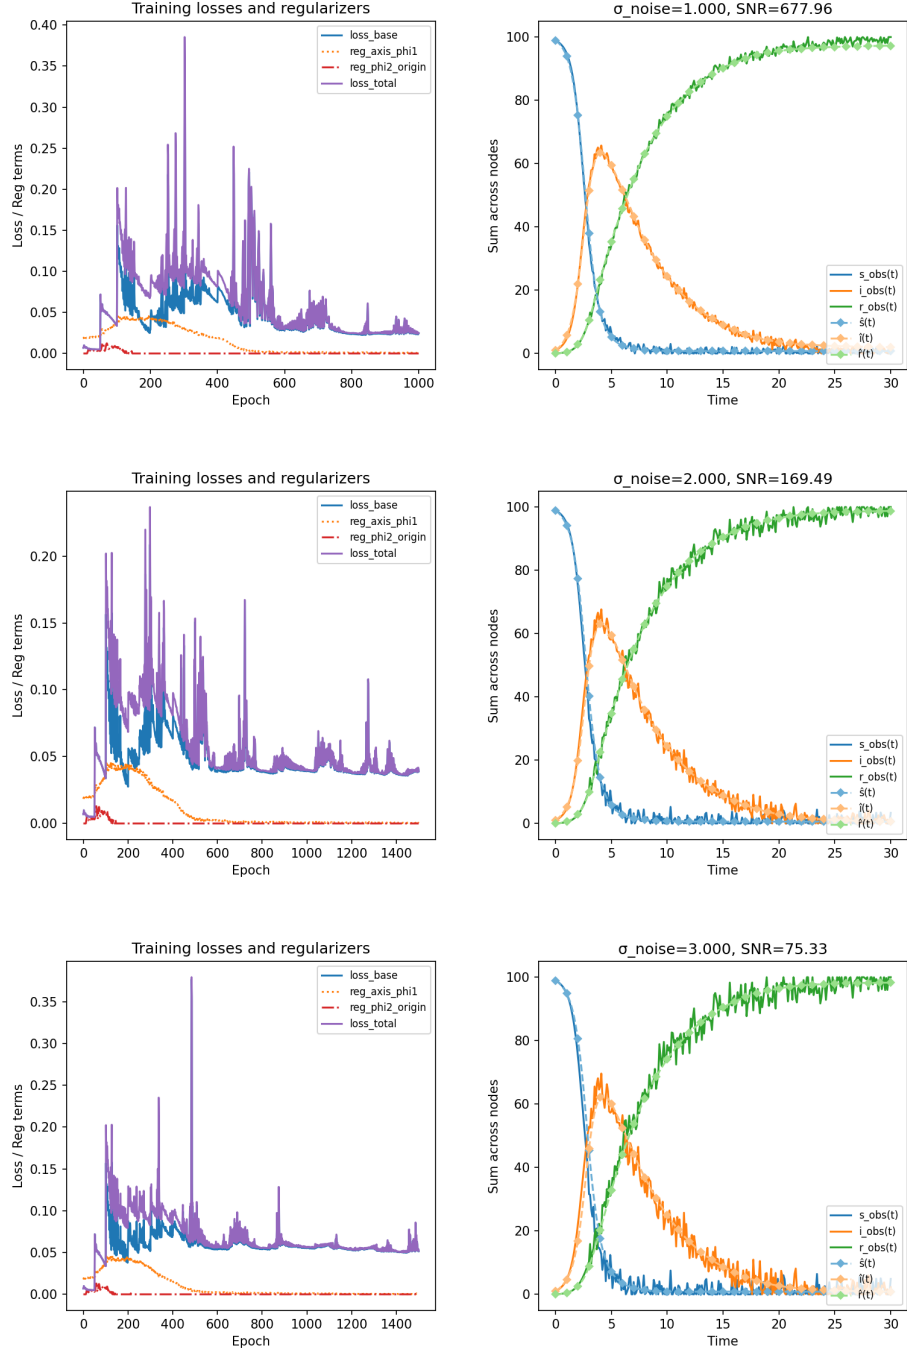 Training losses and regularizers
0.40
0.35
0.30
0.25
0.20
0.15
0.10
0.05
0.00
Loss / Reg terms
loss_base
reg_axis_phi1
reg_phi2_origin
loss_total
0 200 400 600 800 1000
Epoch
σ_noise=1.000, SNR=677.96
100
80
60
40
20
0
Sum across nodes
s_obs(t)
i_obs(t)
r_obs(t)
ŝ(t)
î(t)
r̂(t)
0 5 10 15 20 25 30
Time
Training losses and regularizers
0.20
0.15
0.10
0.05
0.00
Loss / Reg terms
loss_base
reg_axis_phi1
reg_phi2_origin
loss_total
0 200 400 600 800 1000 1200 1400
Epoch
σ_noise=2.000, SNR=169.49
100
80
60
40
20
0
Sum across nodes
s_obs(t)
i_obs(t)
r_obs(t)
ŝ(t)
î(t)
r̂(t)
0 5 10 15 20 25 30
Time
Training losses and regularizers
0.35
0.30
0.25
0.20
0.15
0.10
0.05
0.00
Loss / Reg terms
loss_base
reg_axis_phi1
reg_phi2_origin
loss_total
0 200 400 600 800 1000 1200 1400
Epoch
σ_noise=3.000, SNR=75.33
100
80
60
40
20
0
Sum across nodes
s_obs(t)
i_obs(t)
r_obs(t)
ŝ(t)
î(t)
r̂(t)
0 5 10 15 20 25 30
Time